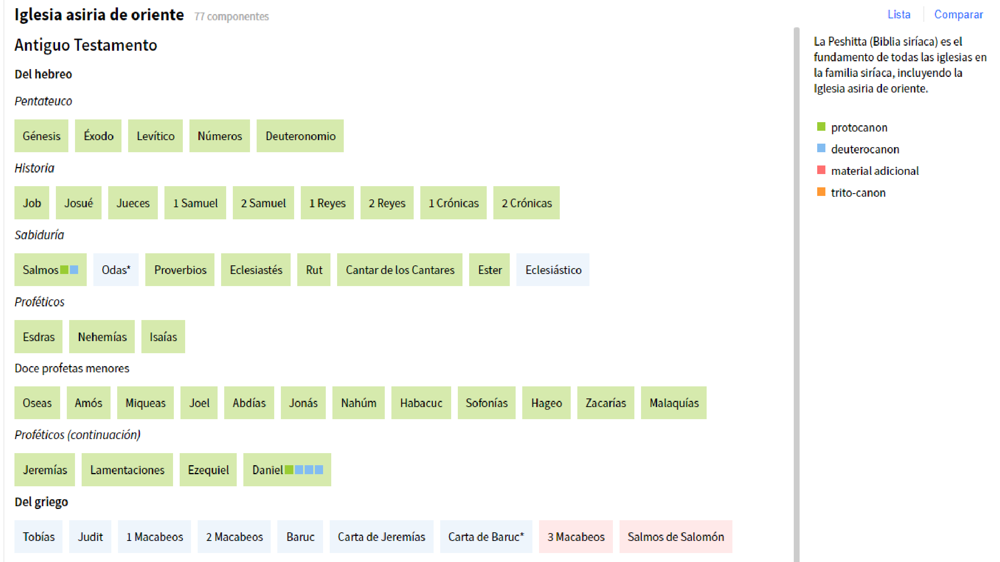 Iglesia asiria de oriente 77 componentes
Lista Comparar
Antiguo Testamento
Del hebreo
Pentateuco
Génesis Éxodo Levítico Números Deuteronomio
Historia
Job Josué Jueces 1 Samuel 2 Samuel 1 Reyes 2 Reyes 1 Crónicas 2 Crónicas
Sabiduría
Salmos Odas* Proverbios Eclesiastés Rut Cantar de los Cantares Ester Eclesiástico
Proféticos
Esdras Nehemías Isaías
Doce profetas menores
Oseas Amós Miqueas Joel Abdías Jonás Nahúm Habacuc Sofonías Hageo Zacarías Malaquías
Proféticos (continuación)
Jeremías Lamentaciones Ezequiel Daniel
Del griego
Tobías Judit 1 Macabeos 2 Macabeos Baruc Carta de Jeremías Carta de Baruc* 3 Macabeos Salmos de Salomón
La Peshitta (Biblia siríaca) es el
fundamento de todas las iglesias en
la familia siríaca, incluyendo la
Iglesia asiria de oriente.
protocanon
deuterocanon
material adicional
trito-canon